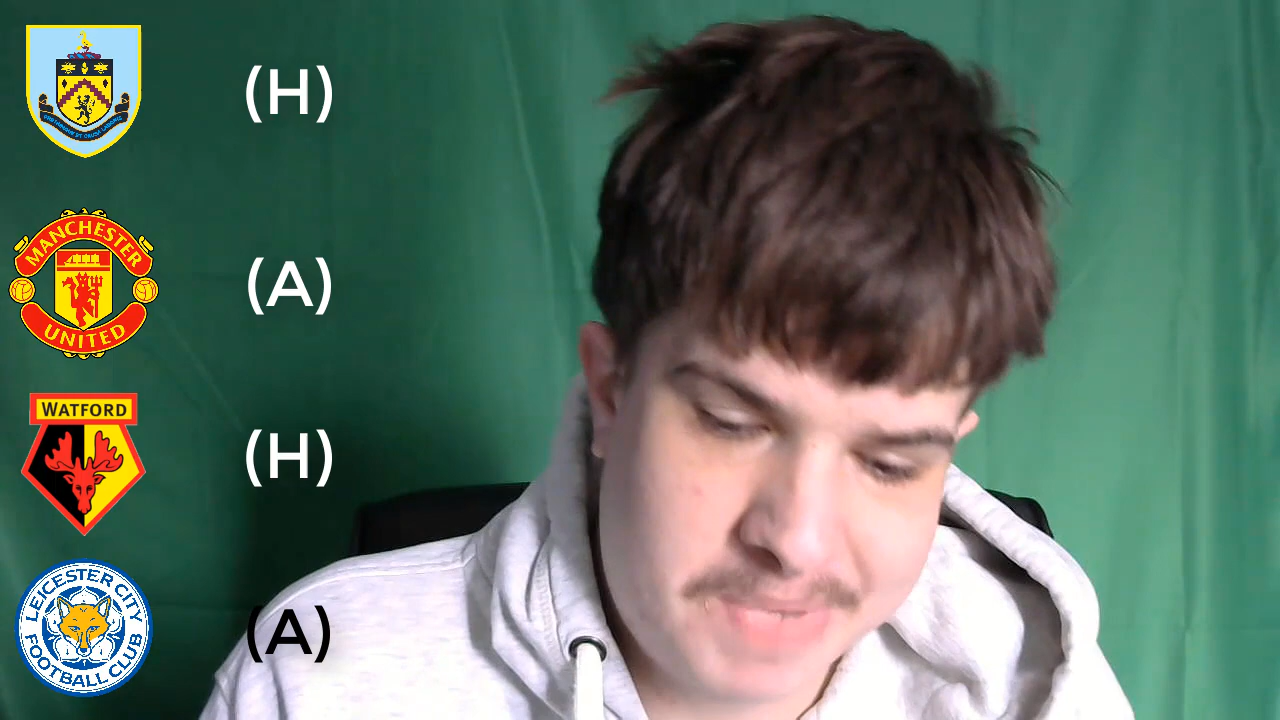 (H)
MANCHESTER
UNITED
(A)
WATFORD
(H)
LEICESTER CITY
FOOTBALL CLUB
(A)